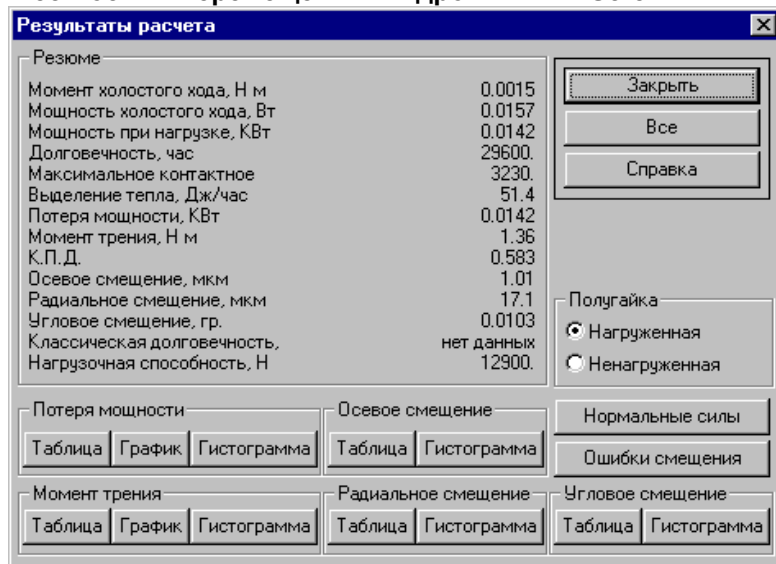 Результаты расчета
Резюме
Момент холостого хода, Н м 0.0015
Мощность холостого хода, Вт 0.0157
Мощность при нагрузке, КВт 0.0142
Долговечность, час 29600.
Максимальное контактное 3230.
Выделение тепла, Дж/час 51.4
Потеря мощности, КВт 0.0142
Момент трения, Н м 1.36
К.П.Д. 0.583
Осевое смещение, мкм 1.01
Радиальное смещение, мкм 17.1
Угловое смещение, гр. 0.0103
Классическая долговечность, нет данных
Нагрузочная способность, Н 12900.
Закрыть
Все
Справка
Полугайка
Нагруженная
Ненагруженная
Потеря мощности
Таблица График Гистограмма
Осевое смещение
Таблица Гистограмма
Нормальные силы
Ошибки смещения
Момент трения
Таблица График Гистограмма
Радиальное смещение
Таблица Гистограмма
Угловое смещение
Таблица Гистограмма